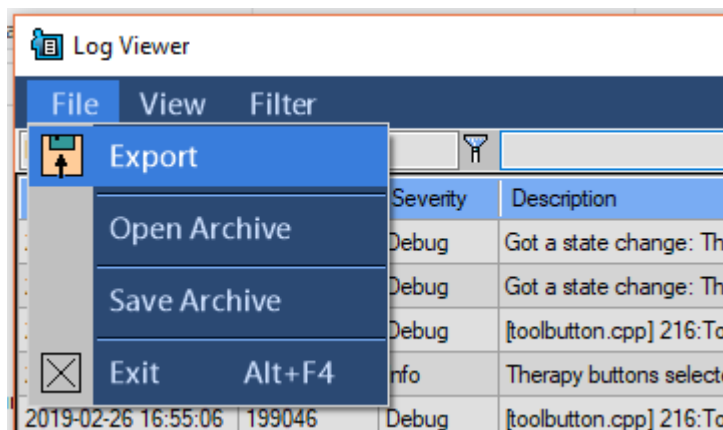 Log Viewer
File View Filter
Export
Open Archive
Save Archive
Exit Alt+F4
Severity Description
Debug Got a state change: Th
Debug Got a state change: Th
Debug [toolbutton.cpp] 216:To
nfo Therapy buttons selecte
2019-02-26 16:55:06 199046 Debug [toolbutton.cpp] 216:To